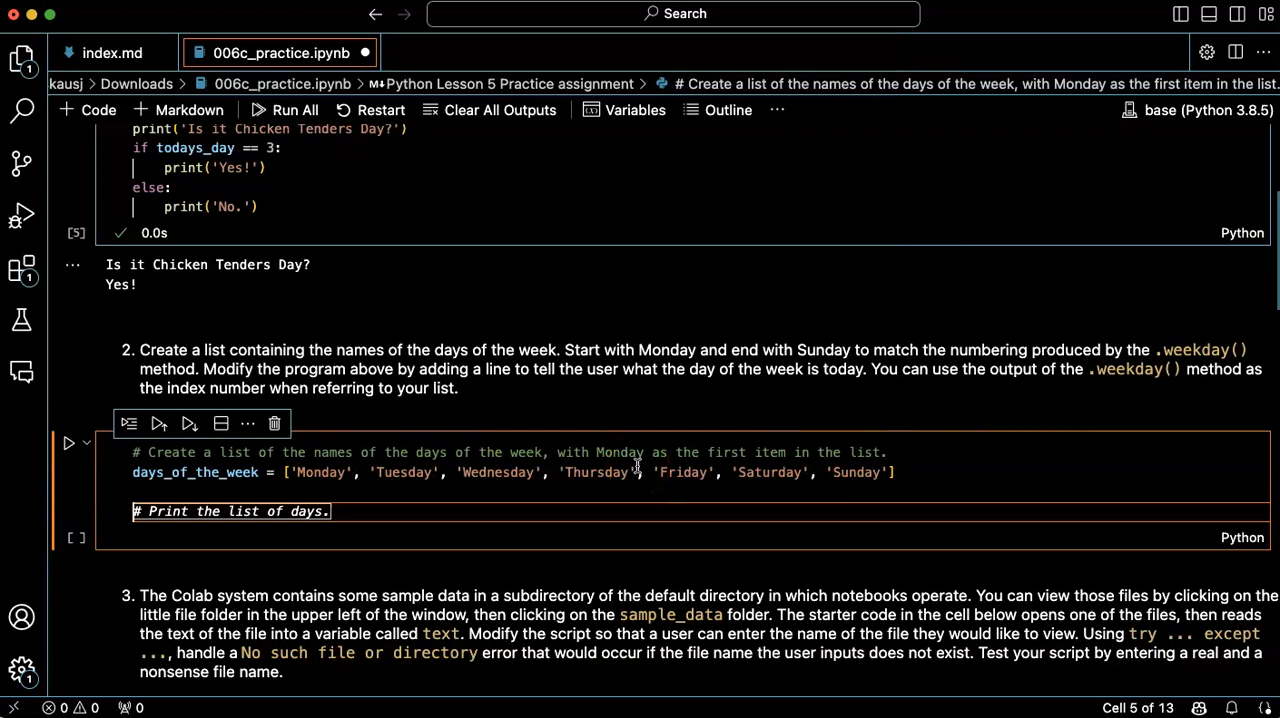 Search
index.md
006c_practice.ipynb
kausj > Downloads > 006c_practice.ipynb > Python Lesson 5 Practice assignment > # Create a list of the names of the days of the week, with Monday as the first item in the list.
+ Code + Markdown Run All Restart Clear All Outputs Variables Outline ...
base (Python 3.8.5)
print('Is it Chicken Tenders Day?')
if todays_day == 3:
print('Yes!')
else:
print('No.')
[5] 0.0s Python
Is it Chicken Tenders Day?
Yes!
2. Create a list containing the names of the days of the week. Start with Monday and end with Sunday to match the numbering produced by the .weekday()
method. Modify the program above by adding a line to tell the user what the day of the week is today. You can use the output of the .weekday() method as
the index number when referring to your list.
# Create a list of the names of the days of the week, with Monday as the first item in the list.
days_of_the_week = ['Monday', 'Tuesday', 'Wednesday', 'Thursday', 'Friday', 'Saturday', 'Sunday']
# Print the list of days.
[ ] Python
3. The Colab system contains some sample data in a subdirectory of the default directory in which notebooks operate. You can view those files by clicking on the
little file folder in the upper left of the window, then clicking on the sample_data folder. The starter code in the cell below opens one of the files, then reads
the text of the file into a variable called text. Modify the script so that a user can enter the name of the file they would like to view. Using try ... except
..., handle a No such file or directory error that would occur if the file name the user inputs does not exist. Test your script by entering a real and a
nonsense file name.
0 0 0 Cell 5 of 13